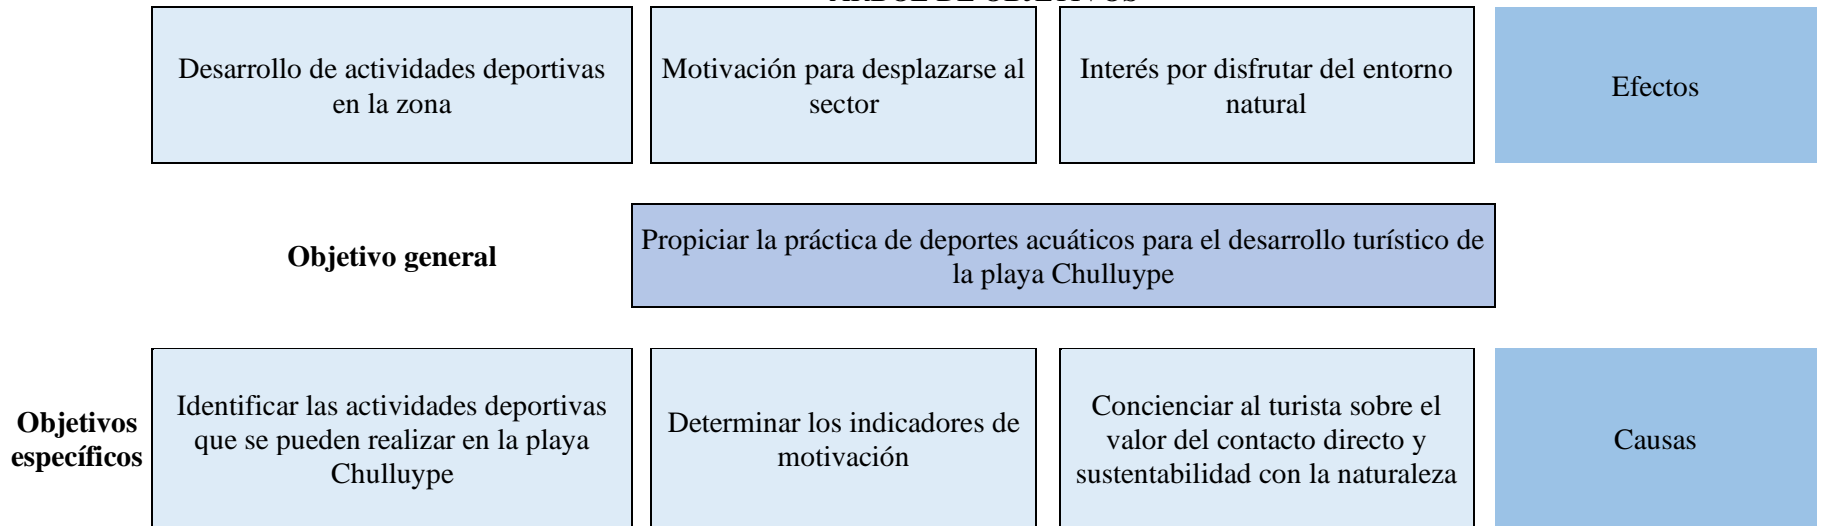 ÁRBOL DE OBJETIVOS
Desarrollo de actividades deportivas
en la zona
Motivación para desplazarse al
sector
Interés por disfrutar del entorno
natural
Efectos
Objetivo general
Propiciar la práctica de deportes acuáticos para el desarrollo turístico de
la playa Chulluype
Objetivos
específicos
Identificar las actividades deportivas
que se pueden realizar en la playa
Chulluype
Determinar los indicadores de
motivación
Concienciar al turista sobre el
valor del contacto directo y
sustentabilidad con la naturaleza
Causas